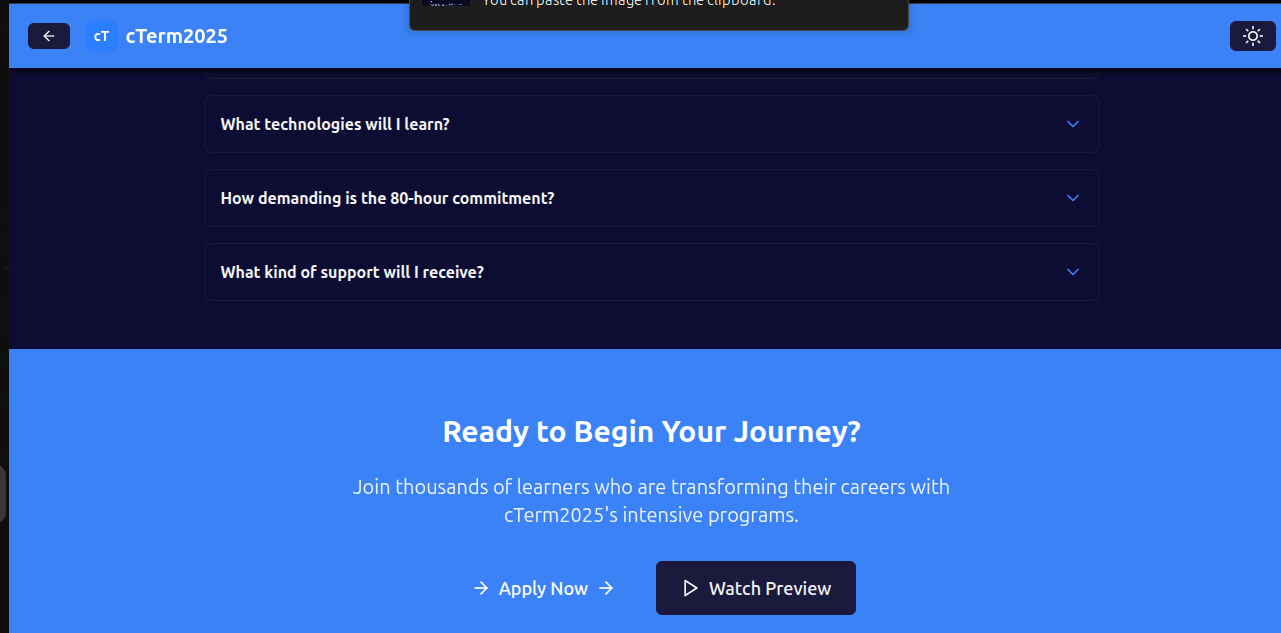 You can paste the image from the clipboard.
cT cTerm2025
What technologies will I learn?
How demanding is the 80-hour commitment?
What kind of support will I receive?
Ready to Begin Your Journey?
Join thousands of learners who are transforming their careers with
cTerm2025's intensive programs.
Apply Now
Watch Preview